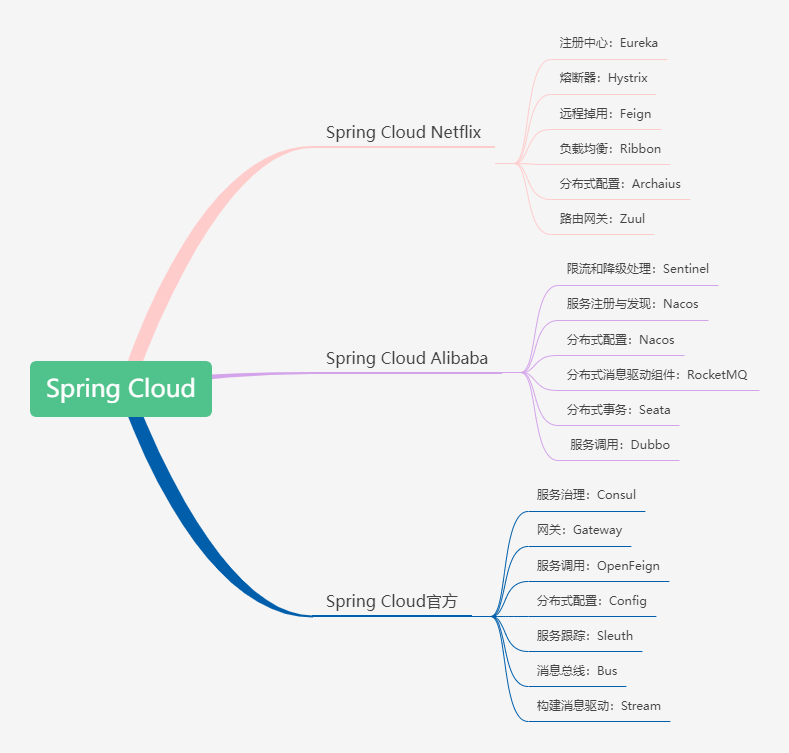 Spring Cloud
Spring Cloud Netflix
注册中心：Eureka
熔断器：Hystrix
远程掉用：Feign
负载均衡：Ribbon
分布式配置：Archaius
路由网关：Zuul
Spring Cloud Alibaba
限流和降级处理：Sentinel
服务注册与发现：Nacos
分布式配置：Nacos
分布式消息驱动组件：RocketMQ
分布式事务：Seata
服务调用：Dubbo
Spring Cloud官方
服务治理：Consul
网关：Gateway
服务调用：OpenFeign
分布式配置：Config
服务跟踪：Sleuth
消息总线：Bus
构建消息驱动：Stream